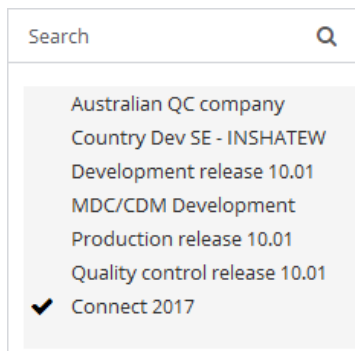 Search
Australian QC company
Country Dev SE - INSHATEW
Development release 10.01
MDC/CDM Development
Production release 10.01
Quality control release 10.01
Connect 2017